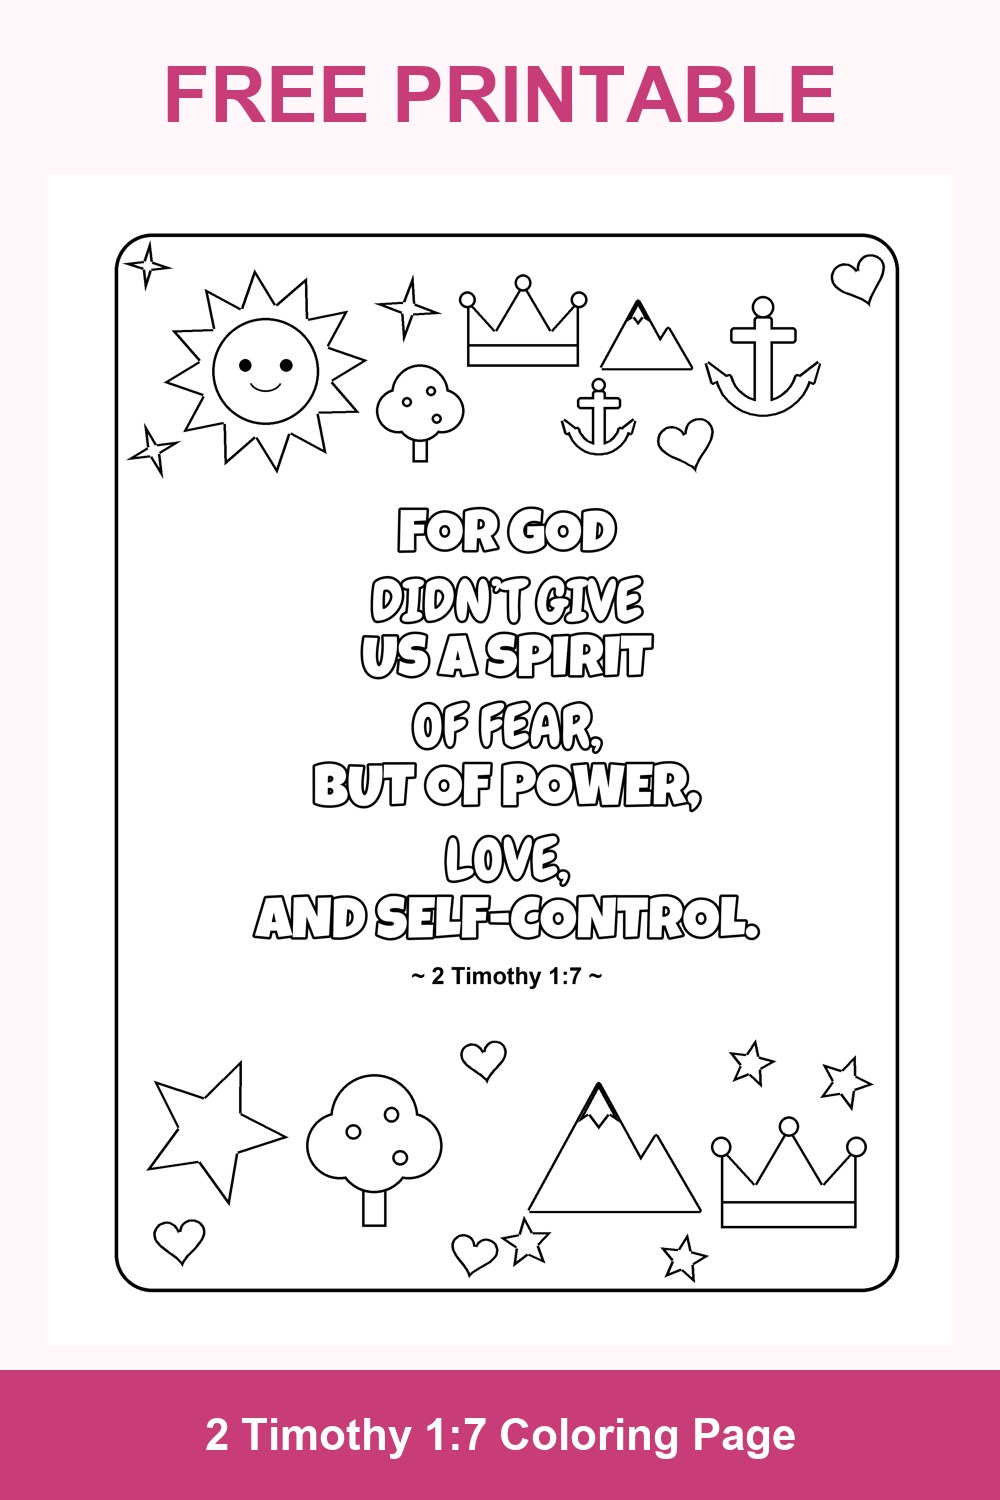 FREE PRINTABLE
FOR GOD
DIDN'T GIVE
US A SPIRIT
OF FEAR,
BUT OF POWER,
LOVE,
AND SELF-CONTROL.
~ 2 Timothy 1:7 ~
2 Timothy 1:7 Coloring Page